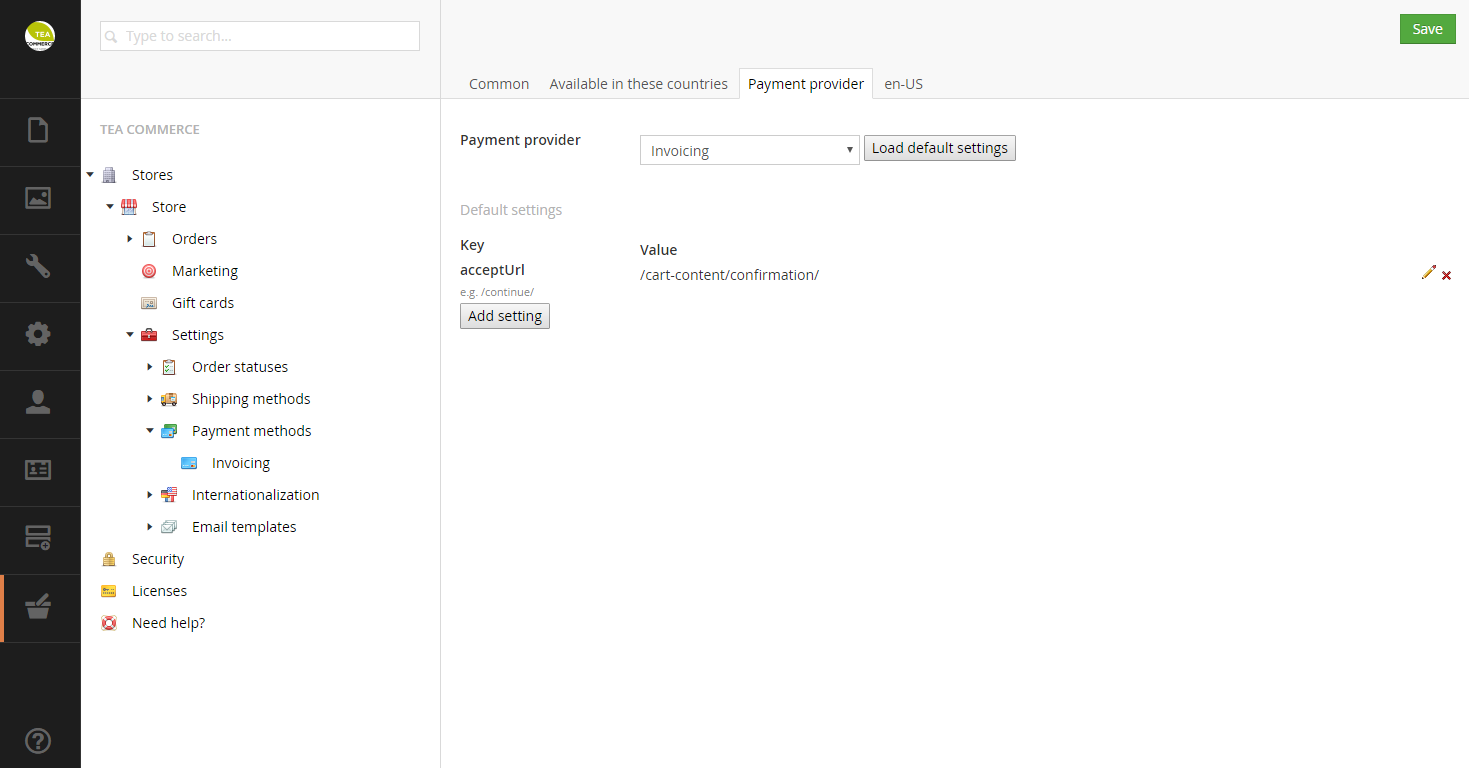 TEA
COMMERCE
Type to search...
Save
Common Available in these countries Payment provider en-US
TEA COMMERCE
Stores
Store
Orders
Marketing
Gift cards
Settings
Order statuses
Shipping methods
Payment methods
Invoicing
Internationalization
Email templates
Security
Licenses
Need help?
Payment provider Invoicing Load default settings
Default settings
Key Value
acceptUrl /cart-content/confirmation/
e.g. /continue/
Add setting